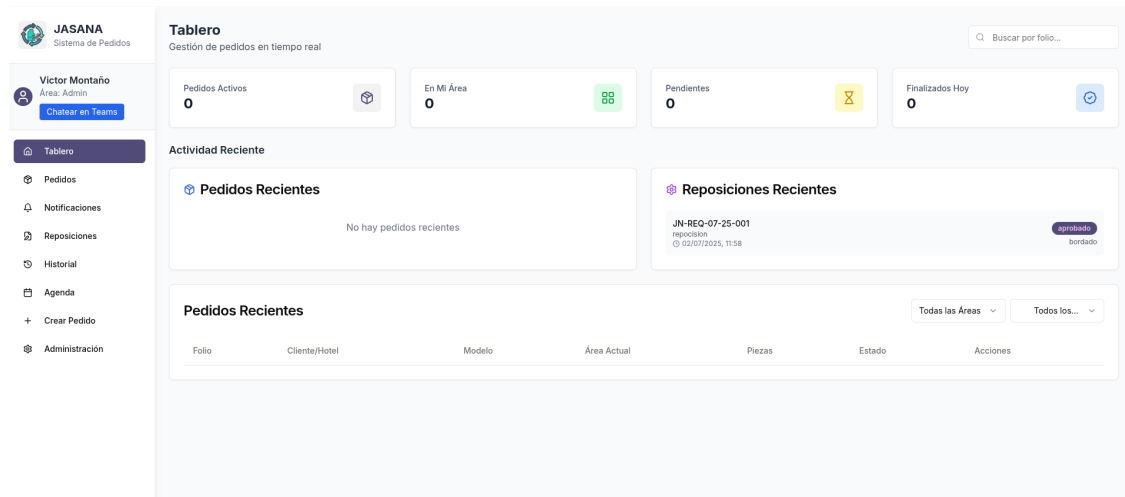 JASANA
Sistema de Pedidos
Victor Montaño
Área: Admin
Chatear en Teams
Tablero
Pedidos
Notificaciones
Reposiciones
Historial
Agenda
Crear Pedido
Administración
Tablero
Gestión de pedidos en tiempo real
Buscar por folio...
Pedidos Activos
0
En Mi Área
0
Pendientes
0
Finalizados Hoy
0
Actividad Reciente
Pedidos Recientes
No hay pedidos recientes
Reposiciones Recientes
JN-REQ-07-25-001
aprobado
repocision
bordado
02/07/2025, 11:58
Pedidos Recientes
Todas las Áreas
Todos los...
Folio Cliente/Hotel Modelo Área Actual Piezas Estado Acciones